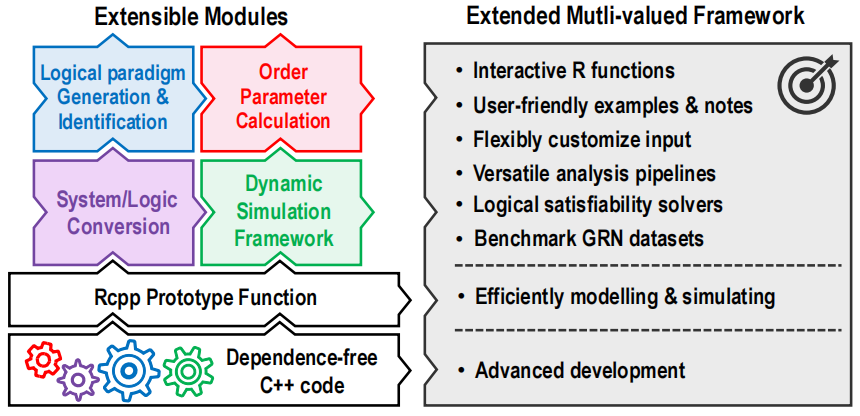 Extensible Modules
Logical paradigm
Generation &
Identification
Order
Parameter
Calculation
System/Logic
Conversion
Dynamic
Simulation
Framework
Rcpp Prototype Function
Dependence-free
C++ code
Extended Mutli-valued Framework
• Interactive R functions
• User-friendly examples & notes
• Flexibly customize input
• Versatile analysis pipelines
• Logical satisfiability solvers
• Benchmark GRN datasets
• Efficiently modelling & simulating
• Advanced development